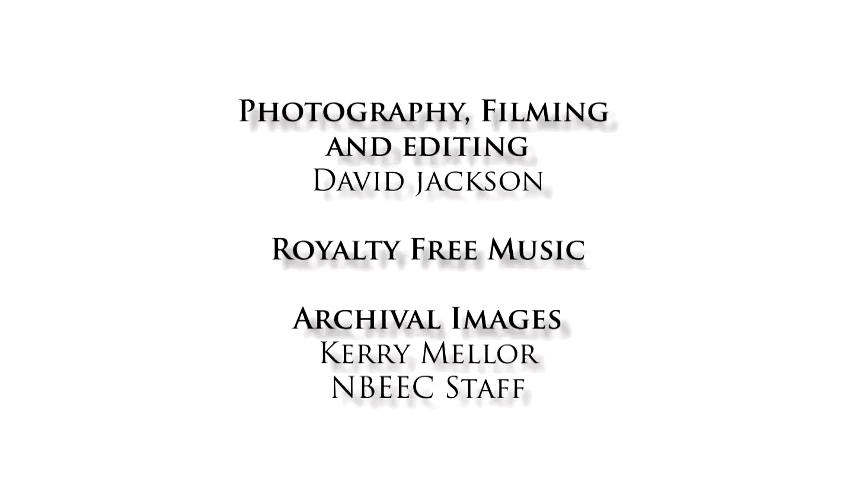 Photography, Filming
and editing
David jackson
Royalty Free Music
Archival Images
Kerry Mellor
NBEEC Staff